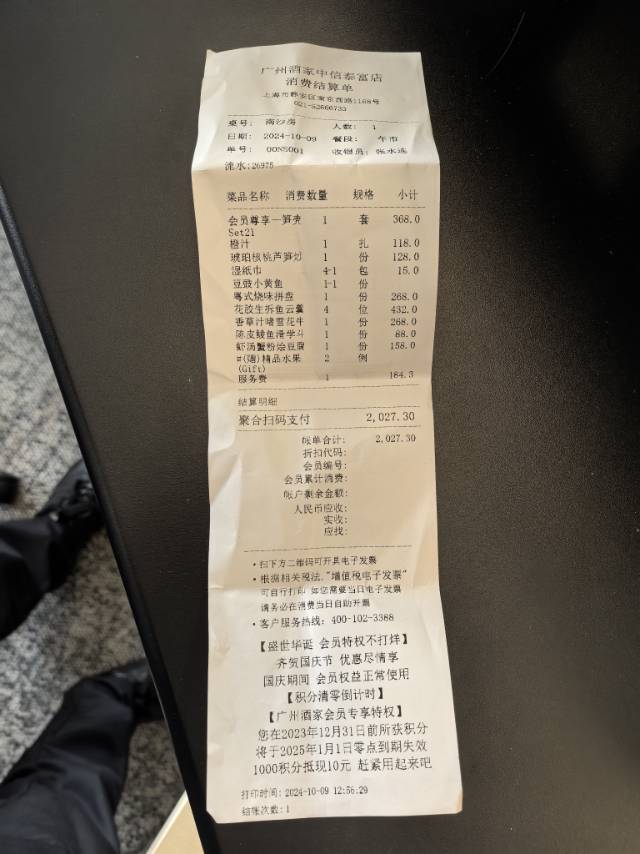 广州酒家中信泰富店
消费结算单
上海市静安区南京西路1168号
021-52666733
桌号: 南沙房 人数: 1
日期: 2024-10-09 餐段: 午市
单号: 00NS001 收银员: 张水莲
流水:26975
菜品名称 消费数量 规格 小计
会员尊享一笋壳 1 套 368.0
Set21
橙汁 1 扎 118.0
琥珀核桃芦笋炒 1 份 128.0
湿纸巾 4-1 包 15.0
豆豉小黄鱼 1-1 份
粤式烧味拼盘 1 份 268.0
花胶生拆鱼云羹 4 位 432.0
香草汁啫雪花牛 1 份 268.0
陈皮鲮鱼滑学斗 1 份 88.0
虾汤蟹粉烩豆腐 1 份 158.0
#(赠)精品水果 2 例
(Gift)
服务费 1 184.3
结算明细
聚合扫码支付 2,027.30
帐单合计: 2,027.30
折扣代码:
会员编号:
会员累计消费:
帐户剩余金额:
人民币应收:
实收:
应找:
·扫下方二维码可开具电子发票
·根据相关税法,"增值税电子发票"
可自行打印 如您需要当日电子发票
请务必在消费当日自助开票
·客户服务热线: 400-102-3388
【盛世华诞 会员特权不打烊】
齐贺国庆节 优惠尽情享
国庆期间 会员权益正常使用
【积分清零倒计时】
【广州酒家会员专享特权】
您在2023年12月31日前所获积分
将于2025年1月1日零点到期失效
1000积分抵现10元 赶紧用起来吧
打印时间: 2024-10-09 12:56:29
结账次数:1